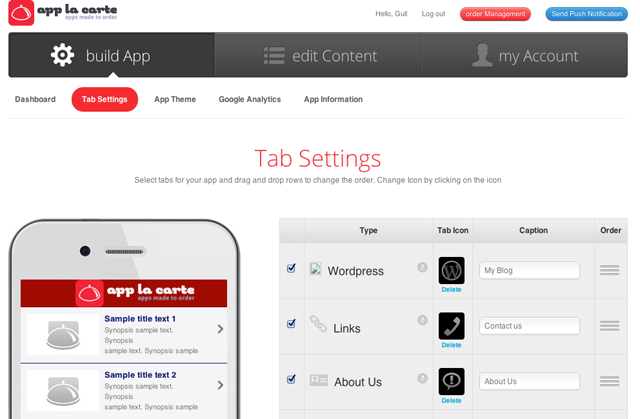 app la carte
apps made to order
Hello, Gull
Log out
order Management
Send Push Notification
build App
edit Content
my Account
Dashboard
Tab Settings
App Theme
Google Analytics
App Information
Tab Settings
Select tabs for your app and drag and drop rows to change the order. Change Icon by clicking on the icon
Type
Tab Icon
Caption
Order
Wordpress
?
Delete
My Blog
Links
?
Delete
Contact us
About Us
?
Delete
About Us
app la carte
apps made to order
Sample title text 1
Synopsis sample text.
Synopsis
sample text. Synopsis sample
Sample title text 2
Synopsis sample text.
Synopsis
sample text. Synopsis sample